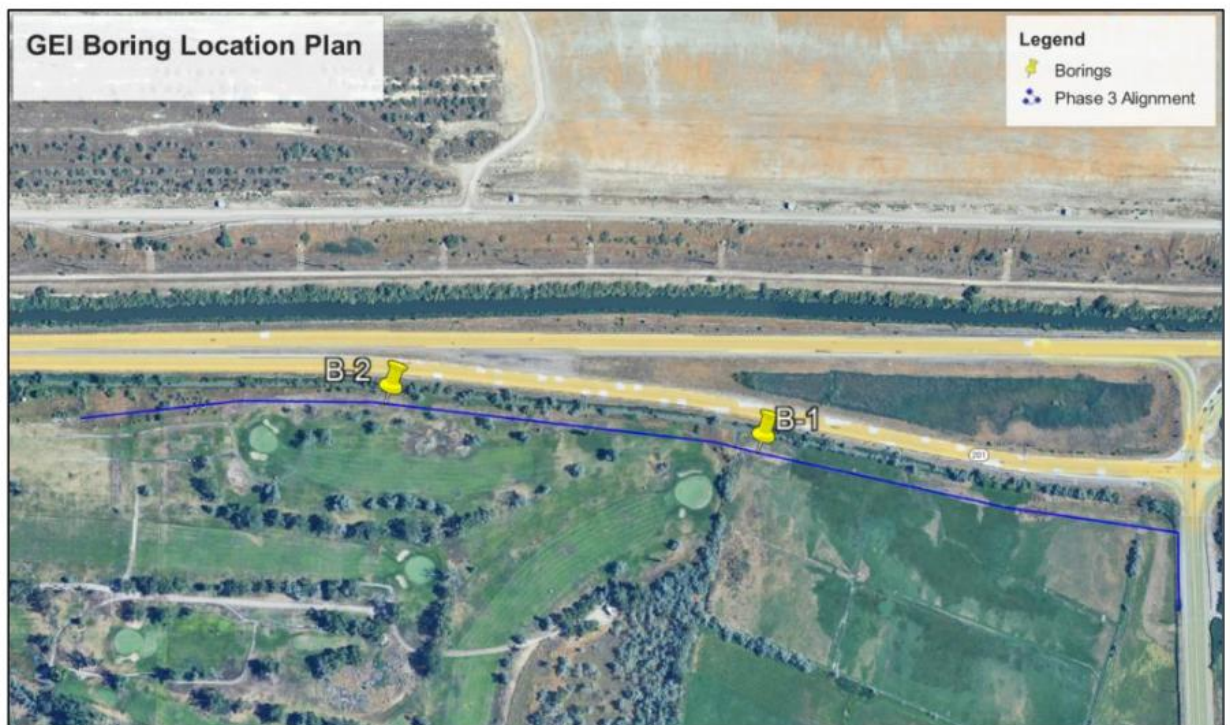 GEI Boring Location Plan
Legend
Borings
Phase 3 Alignment
B-2
B-1
201